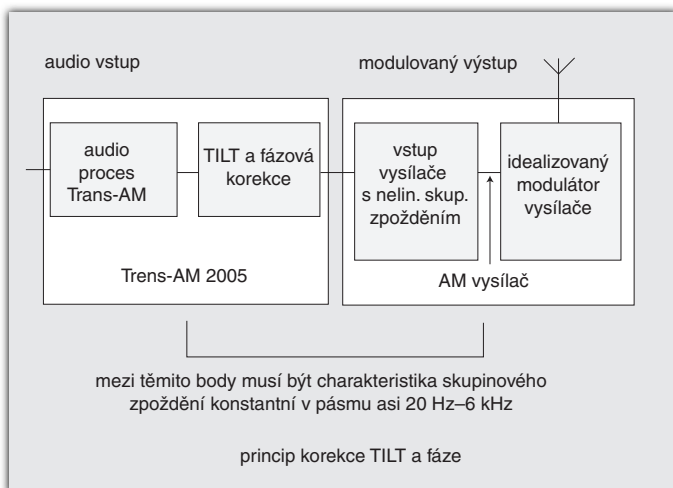 audio vstup
modulovaný výstup
audio
proces
Trans-AM
TILT a fázová
korekce
vstup
vysílače
s nelin. skup.
zpožděním
idealizovaný
modulátor
vysílače
Trens-AM 2005
AM vysílač
mezi těmito body musí být charakteristika skupinového
zpoždění konstantní v pásmu asi 20 Hz–6 kHz
princip korekce TILT a fáze